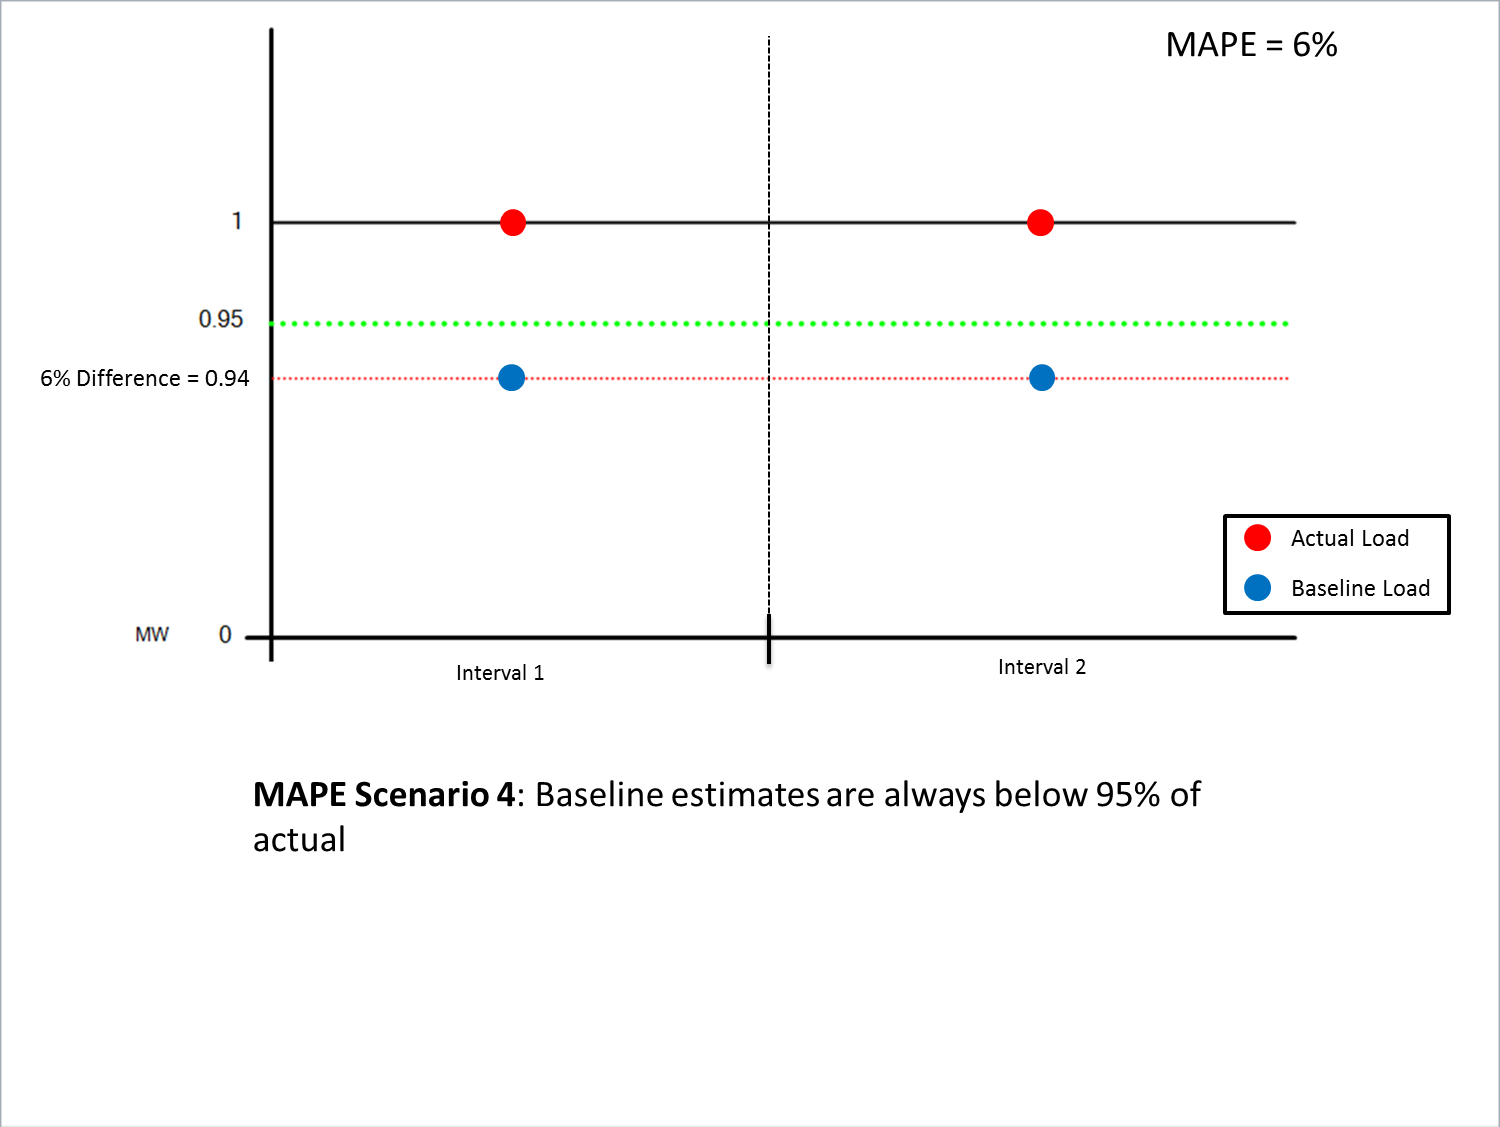 MAPE = 6%
1
0.95
6% Difference = 0.94
Actual Load
Baseline Load
MW 0
Interval 1
Interval 2
MAPE Scenario 4: Baseline estimates are always below 95% of
actual